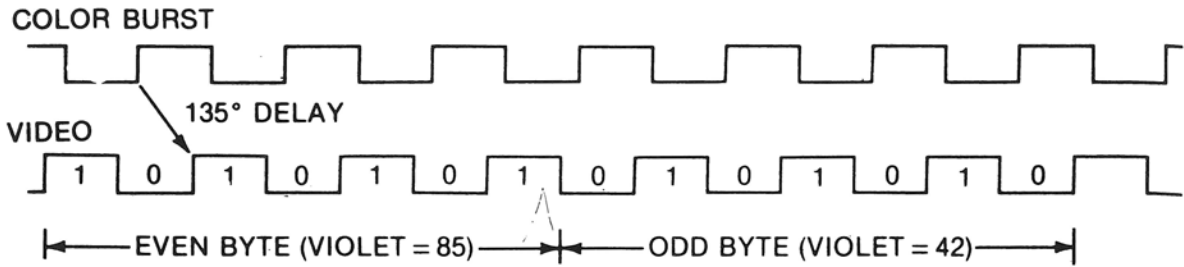 COLOR BURST
135° DELAY
VIDEO
1 0 1 0 1 0 1 0 1 0 1 0 1 0
EVEN BYTE (VIOLET = 85) ODD BYTE (VIOLET = 42)